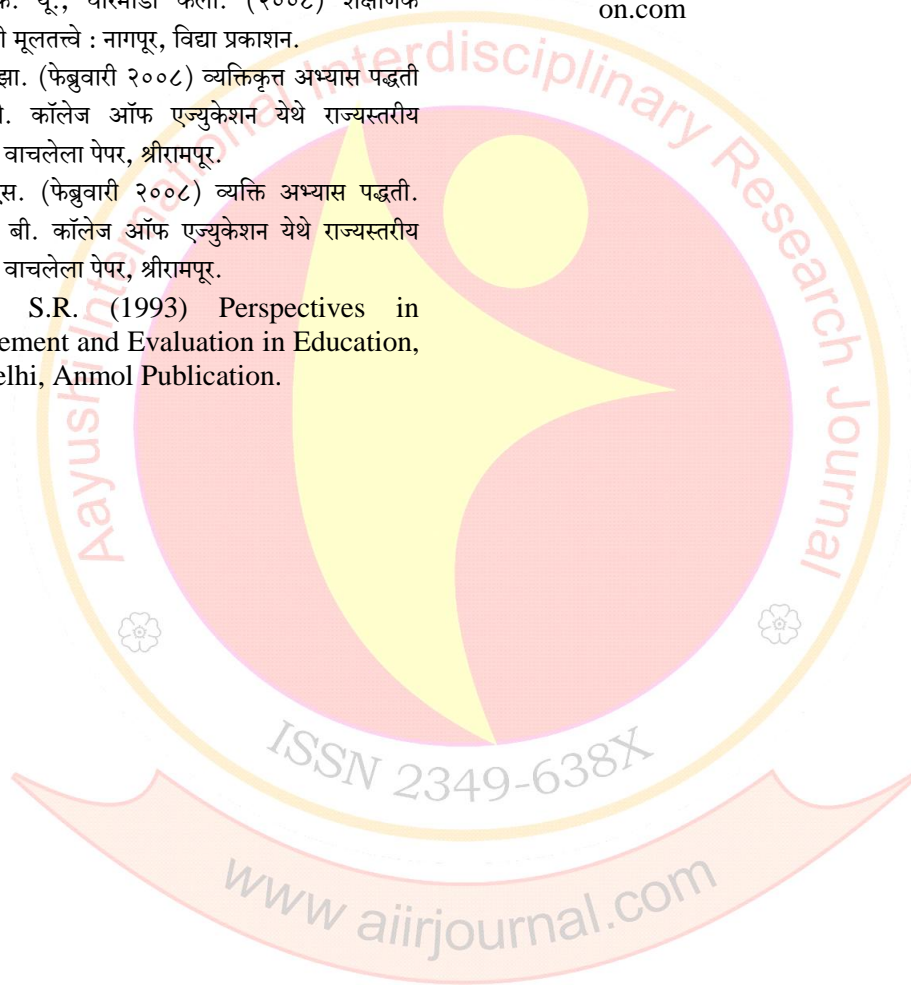 मूलतत्त्वे : नागपूर, विद्या प्रकाशन.
झा. (फेब्रुवारी २००८) व्यक्तिवृत्त अभ्यास पद्धती
कॉलेज ऑफ एज्युकेशन येथे राज्यस्तरीय
वाचलेला पेपर, श्रीरामपूर.
(फेब्रुवारी २००८) व्यक्ति अभ्यास पद्धती.
बी. कॉलेज ऑफ एज्युकेशन येथे राज्यस्तरीय
वाचलेला पेपर, श्रीरामपूर.
S.R. (1993) Perspectives in
ement and Evaluation in Education,
elhi, Anmol Publication.
on.com
Aayushi International Interdisciplinary Research Journal
ISSN 2349-638X
www aiirjournal.com